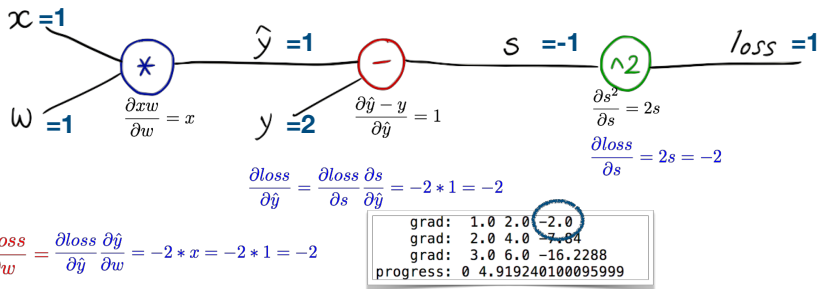 x =1
ŷ =1
s =-1
loss =1
*
−
^2
w =1
∂xw/∂w = x
y =2
∂ŷ − y/∂ŷ = 1
∂s²/∂s = 2s
∂loss/∂s = 2s = −2
∂loss/∂ŷ = ∂loss/∂s ∂s/∂ŷ = −2 * 1 = −2
oss/w = ∂loss/∂ŷ ∂ŷ/∂w = −2 * x = −2 * 1 = −2
grad: 1.0 2.0 -2.0
grad: 2.0 4.0 -7.84
grad: 3.0 6.0 -16.2288
progress: 0 4.919240100095999